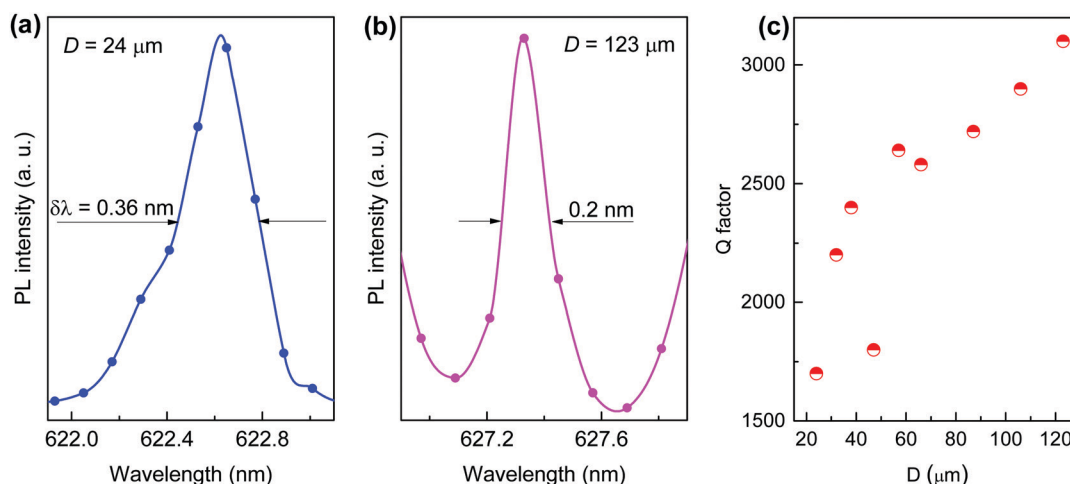 (a)
D = 24 μm
δλ = 0.36 nm
PL intensity (a. u.)
622.0 622.4 622.8
Wavelength (nm)
(b)
D = 123 μm
0.2 nm
PL intensity (a. u.)
627.2 627.6
Wavelength (nm)
(c)
Q factor
3000
2500
2000
1500
20 40 60 80 100 120
D (μm)